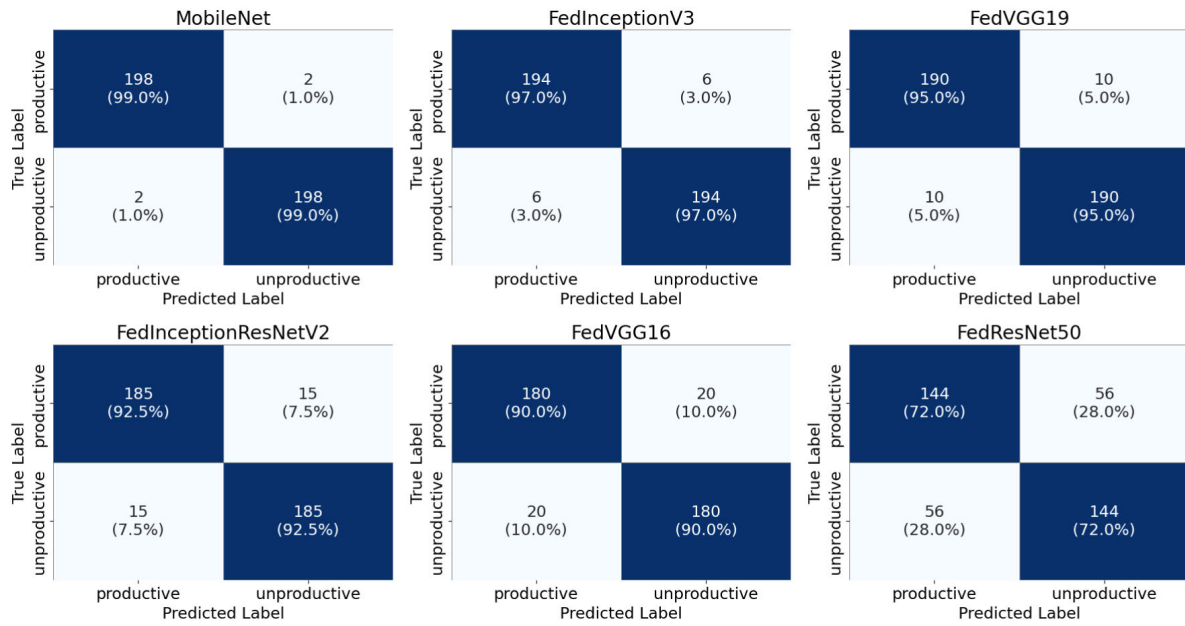 MobileNet
True Label
productive
unproductive
198
(99.0%)
2
(1.0%)
2
(1.0%)
198
(99.0%)
productive
unproductive
Predicted Label
FedInceptionV3
True Label
productive
unproductive
194
(97.0%)
6
(3.0%)
6
(3.0%)
194
(97.0%)
productive
unproductive
Predicted Label
FedVGG19
True Label
productive
unproductive
190
(95.0%)
10
(5.0%)
10
(5.0%)
190
(95.0%)
productive
unproductive
Predicted Label
FedInceptionResNetV2
True Label
productive
unproductive
185
(92.5%)
15
(7.5%)
15
(7.5%)
185
(92.5%)
productive
unproductive
Predicted Label
FedVGG16
True Label
productive
unproductive
180
(90.0%)
20
(10.0%)
20
(10.0%)
180
(90.0%)
productive
unproductive
Predicted Label
FedResNet50
True Label
productive
unproductive
144
(72.0%)
56
(28.0%)
56
(28.0%)
144
(72.0%)
productive
unproductive
Predicted Label